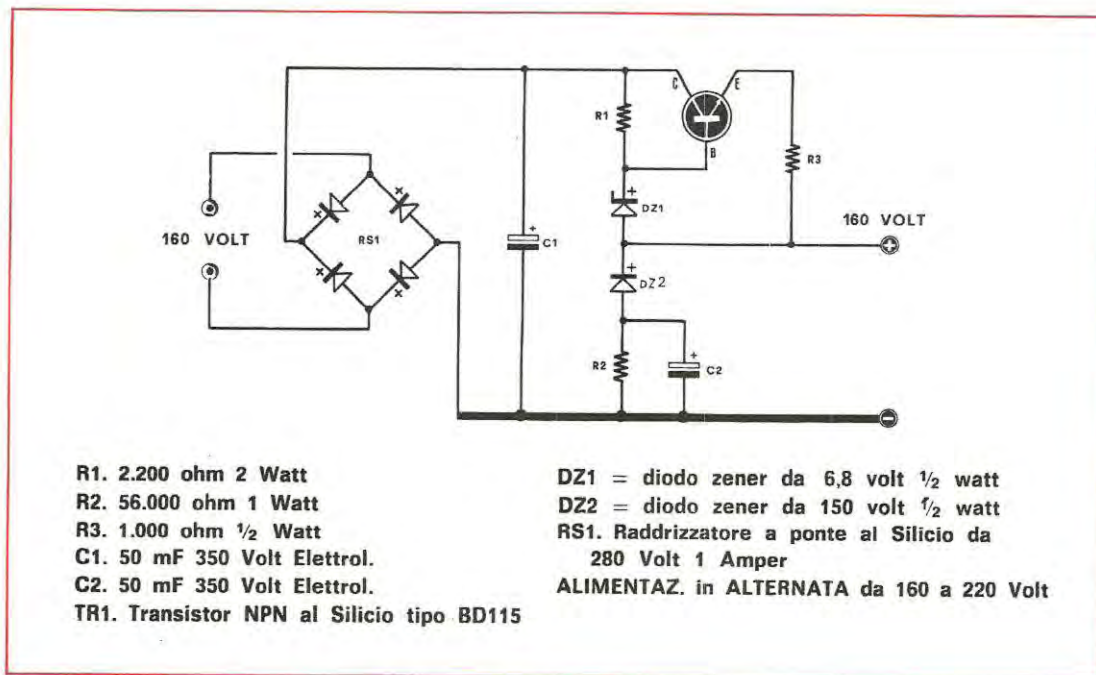 C
E
R1
B
R3
+
DZ1
160 VOLT
160 VOLT
RS1
+
C1
+
DZ2
R2
+
C2
R1. 2.200 ohm 2 Watt
R2. 56.000 ohm 1 Watt
R3. 1.000 ohm ½ Watt
C1. 50 mF 350 Volt Elettrol.
C2. 50 mF 350 Volt Elettrol.
TR1. Transistor NPN al Silicio tipo BD115
DZ1 = diodo zener da 6,8 volt ½ watt
DZ2 = diodo zener da 150 volt ½ watt
RS1. Raddrizzatore a ponte al Silicio da
280 Volt 1 Amper
ALIMENTAZ. in ALTERNATA da 160 a 220 Volt